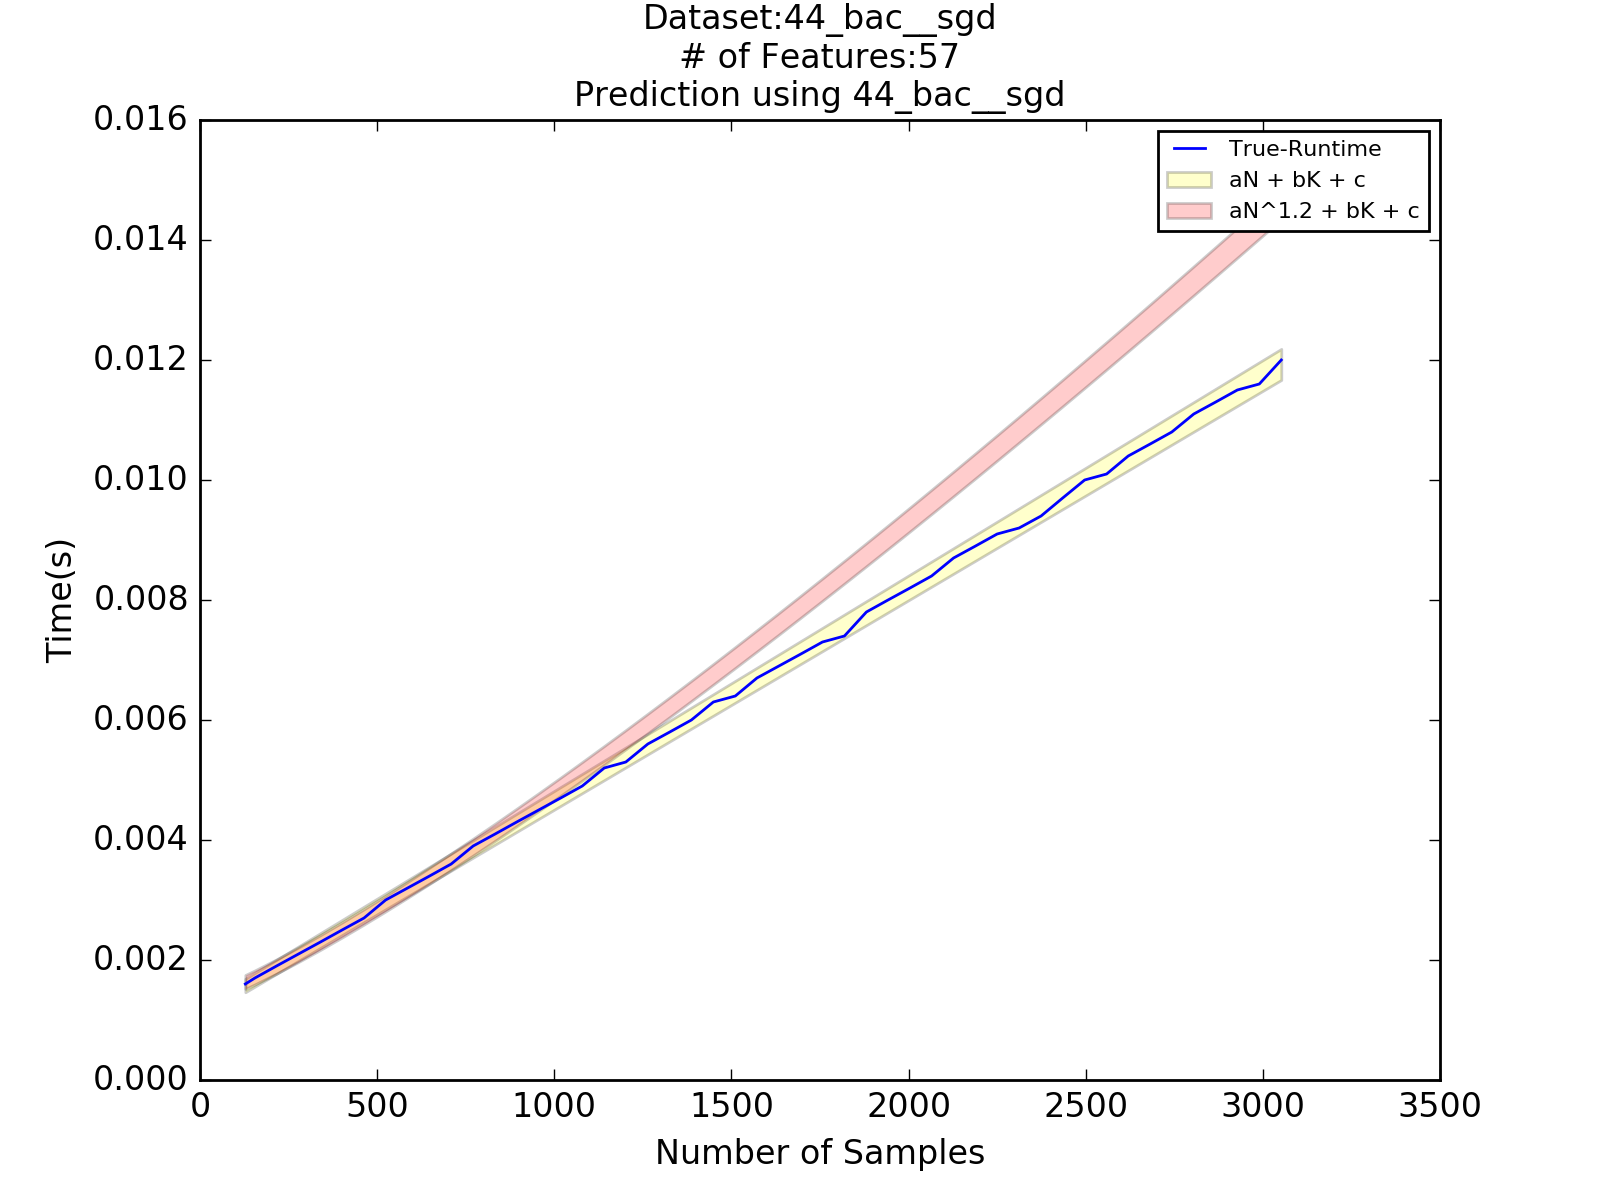 Dataset:44_bac__sgd
# of Features:57
Prediction using 44_bac__sgd
0.016
0.014
0.012
0.010
0.008
0.006
0.004
0.002
0.000
Time(s)
True-Runtime
aN + bK + c
aN^1.2 + bK + c
0 500 1000 1500 2000 2500 3000 3500
Number of Samples